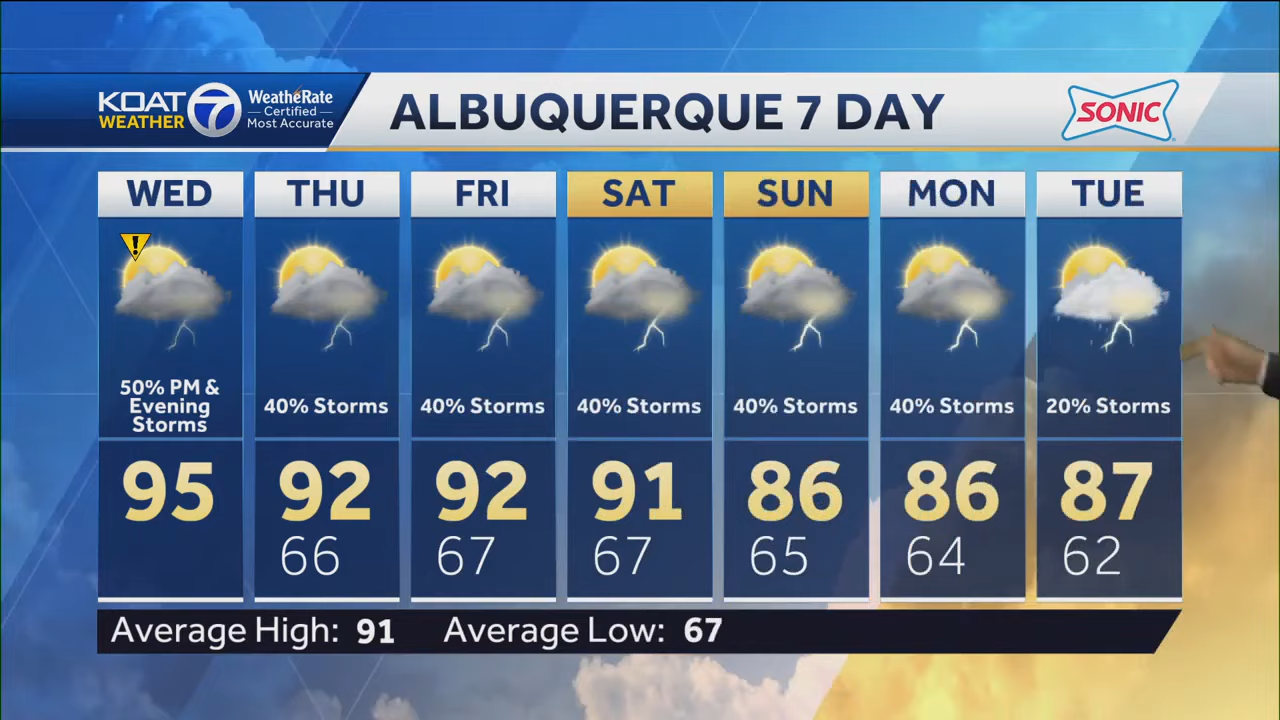 KOAT
WEATHER
7
WeatheRate
Certified
Most Accurate
ALBUQUERQUE 7 DAY
SONIC
WED
THU
FRI
SAT
SUN
MON
TUE
!
50% PM &
Evening
Storms
40% Storms
40% Storms
40% Storms
40% Storms
40% Storms
20% Storms
95
92
92
91
86
86
87
66
67
67
65
64
62
Average High: 91 Average Low: 67